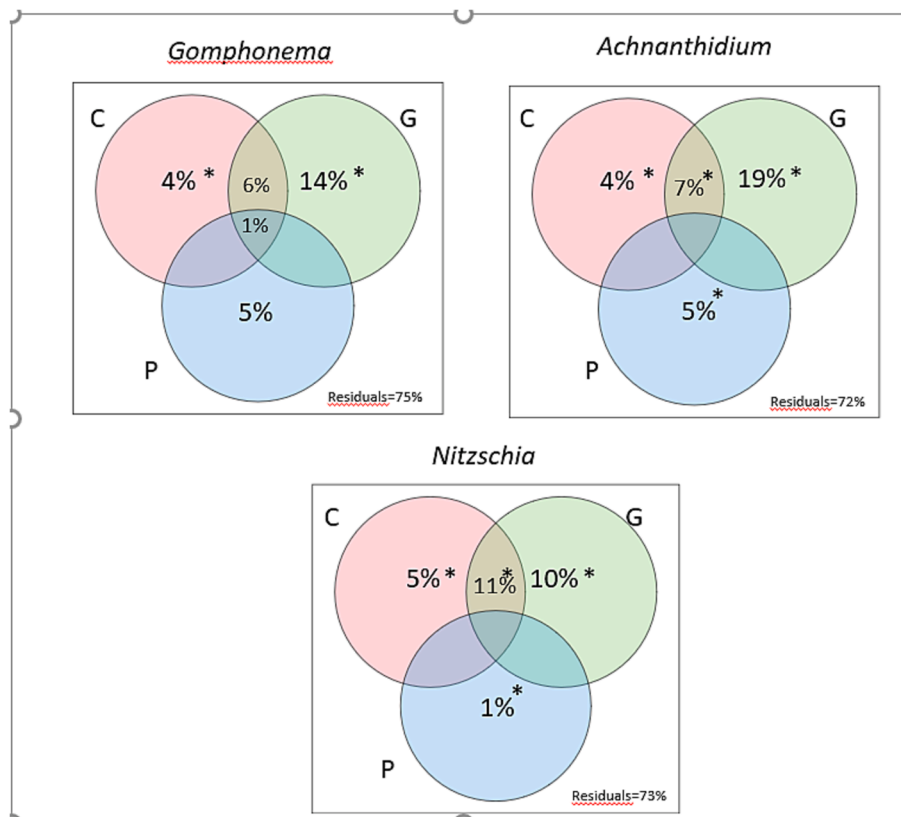 Gomphonema
Achnanthidium
C
G
4% *
6%
14% *
1%
5%
P
Residuals=75%
C
G
4% *
7%*
19% *
5%*
P
Residuals=72%
Nitzschia
C
G
5% *
11%*
10% *
1%*
P
Residuals=73%